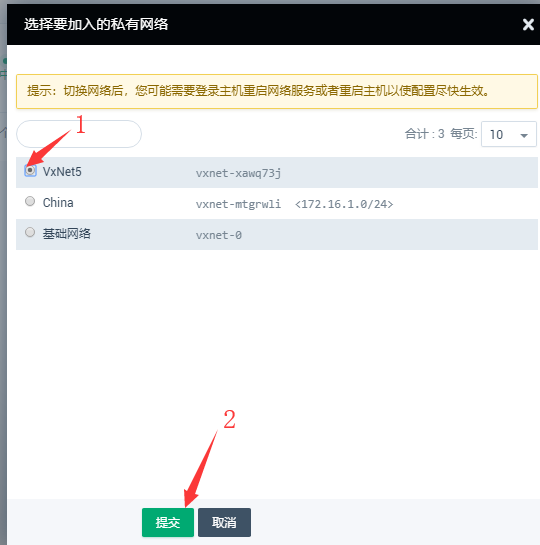 选择要加入的私有网络
提示：切换网络后，您可能需要登录主机重启网络服务或者重启主机以使配置尽快生效。
1
合计 : 3 每页: 10
VxNet5 vxnet-xawq73j
China vxnet-mtgrwli <172.16.1.0/24>
基础网络 vxnet-0
2
提交 取消